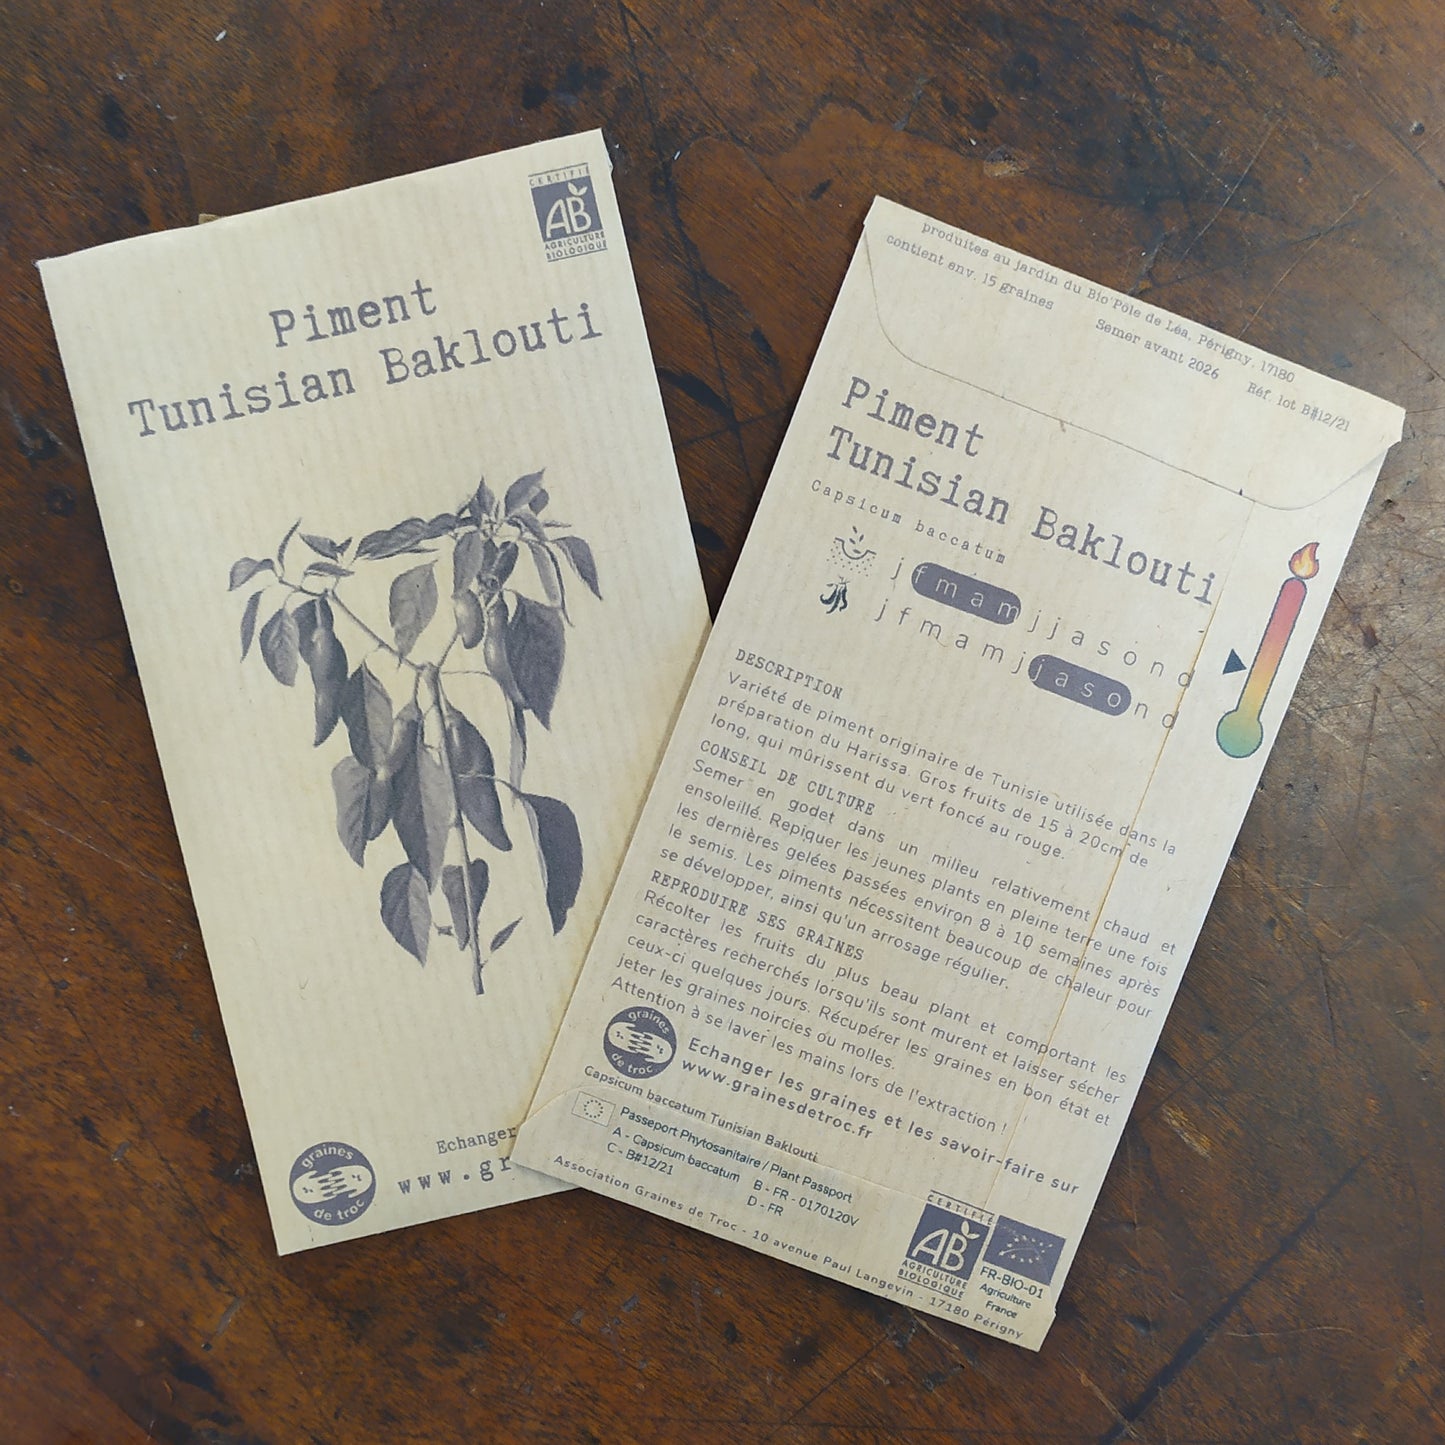 CERTIFIÉ
AB
AGRICULTURE
BIOLOGIQUE
Piment
Tunisian Baklouti
Echanger
www.gr
graines
de troc
produites au jardin du Bio'Pôle de Léa, Périgny, 17180
contient env. 15 graines
Semer avant 2026
Réf. lot B#12/21
Piment
Tunisian Baklouti
Capsicum baccatum
j f m a m j j a s o n d
j f m a m j j a s o n d
DESCRIPTION
Variété de piment originaire de Tunisie utilisée dans la
préparation du Harissa. Gros fruits de 15 à 20cm de
long, qui mûrissent du vert foncé au rouge.
CONSEIL DE CULTURE
Semer en godet dans un milieu relativement chaud et
ensoleillé. Repiquer les jeunes plants en pleine terre une fois
les dernières gelées passées environ 8 à 10 semaines après
le semis. Les piments nécessitent beaucoup de chaleur pour
se développer, ainsi qu'un arrosage régulier.
REPRODUIRE SES GRAINES
Récolter les fruits du plus beau plant et comportant les
caractères recherchés lorsqu'ils sont murent et laisser sécher
ceux-ci quelques jours. Récupérer les graines en bon état et
jeter les graines noircies ou molles.
Attention à se laver les mains lors de l'extraction !
graines
de troc
Echanger les graines et les savoir-faire sur
www.grainesdetroc.fr
Capsicum baccatum Tunisian Baklouti
Passeport Phytosanitaire / Plant Passport
A - Capsicum baccatum B - FR - 0170120V
C - B#12/21 D - FR
Association Graines de Troc - 10 avenue Paul Langevin - 17180 Périgny
CERTIFIÉ
AB
AGRICULTURE
BIOLOGIQUE
FR-BIO-01
Agriculture
France